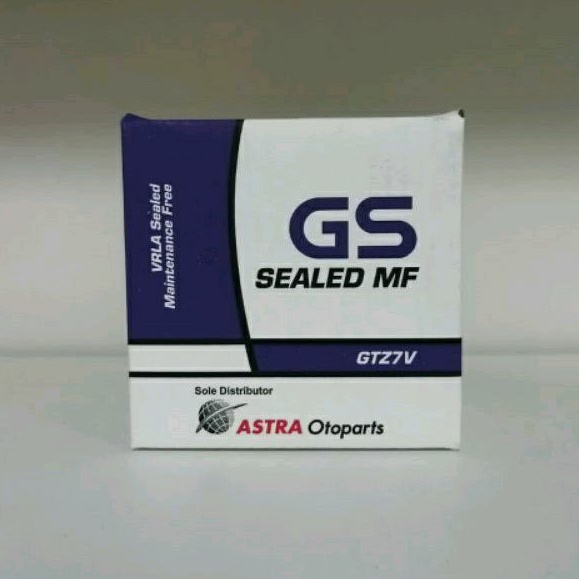 VRLA Sealed
Maintenance Free
GS
SEALED MF
GTZ7V
Sole Distributor
ASTRA Otoparts